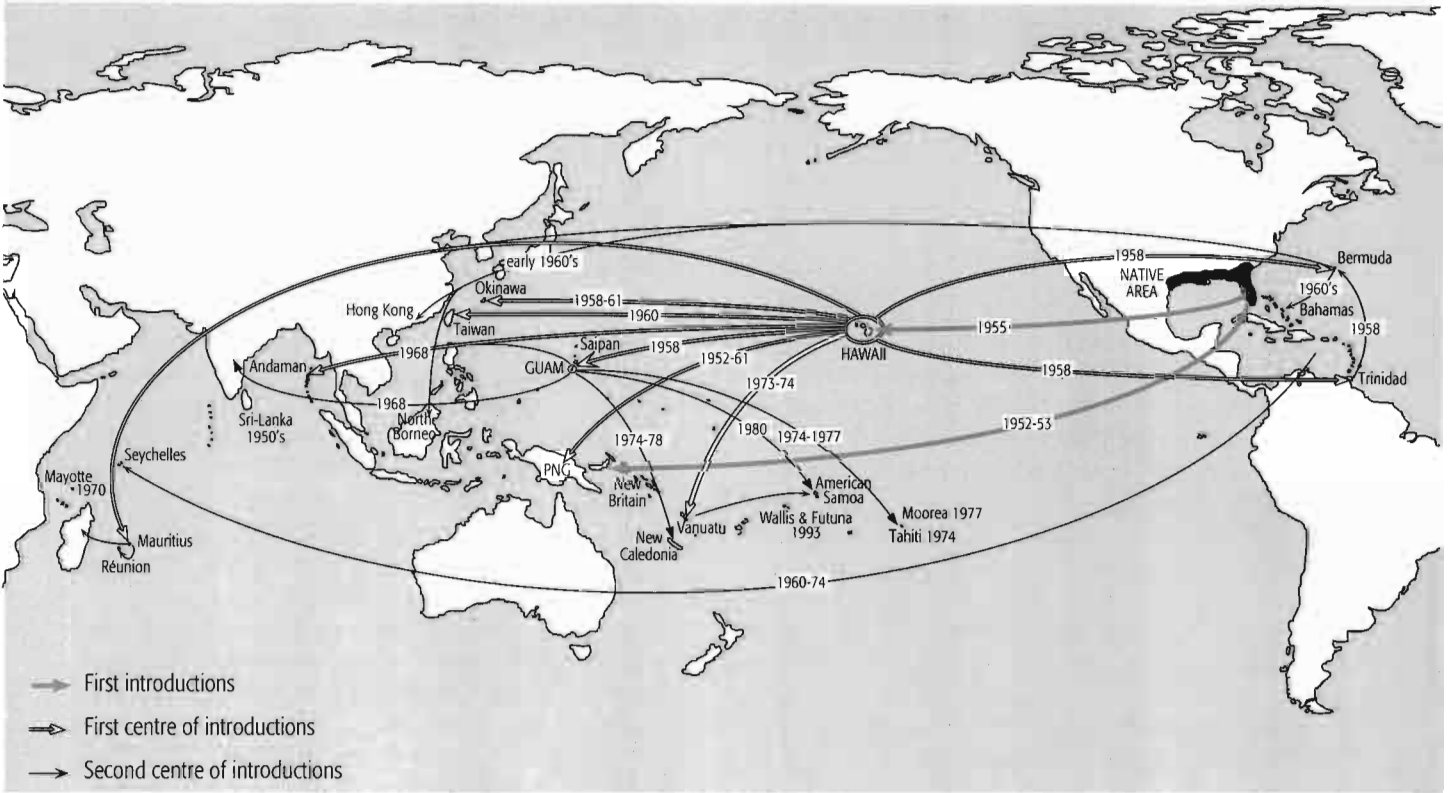 early 1960's
Okinawa
Hong Kong
Taiwan
1958-61
1960
Saipan
1968
1958
1952-61
GUAM
HAWAII
1955
1958
NATIVE
AREA
Bermuda
1960's
Bahamas
1958
1958
Trinidad
Andaman
1968
Sri-Lanka
1950's
North
Borneo
1973-74
1952-53
1974-78
1980
1974-1977
Seychelles
Mayotte
1970
PNG
New
Britain
American
Samoa
Vanuatu
Wallis & Futuna
1993
Moorea 1977
Tahiti 1974
New
Caledonia
Mauritius
Réunion
1960-74
First introductions
First centre of introductions
Second centre of introductions